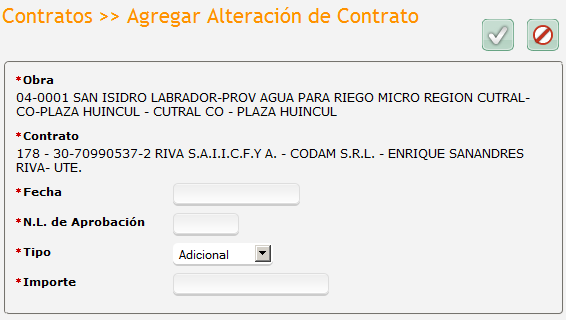 Contratos >> Agregar Alteración de Contrato
*Obra
04-0001 SAN ISIDRO LABRADOR-PROV AGUA PARA RIEGO MICRO REGION CUTRAL-
CO-PLAZA HUINCUL - CUTRAL CO - PLAZA HUINCUL
*Contrato
178 - 30-70990537-2 RIVA S.A.I.I.C.F.Y A. - CODAM S.R.L. - ENRIQUE SANANDRES
RIVA- UTE.
*Fecha
*N.L. de Aprobación
*Tipo Adicional
*Importe